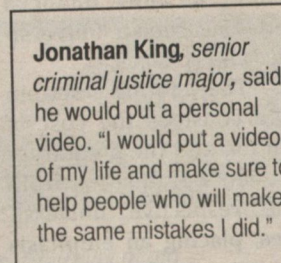 Jonathan King, senior
criminal justice major, said
he would put a personal
video. “I would put a video
of my life and make sure to
help people who will make
the same mistakes I did.”